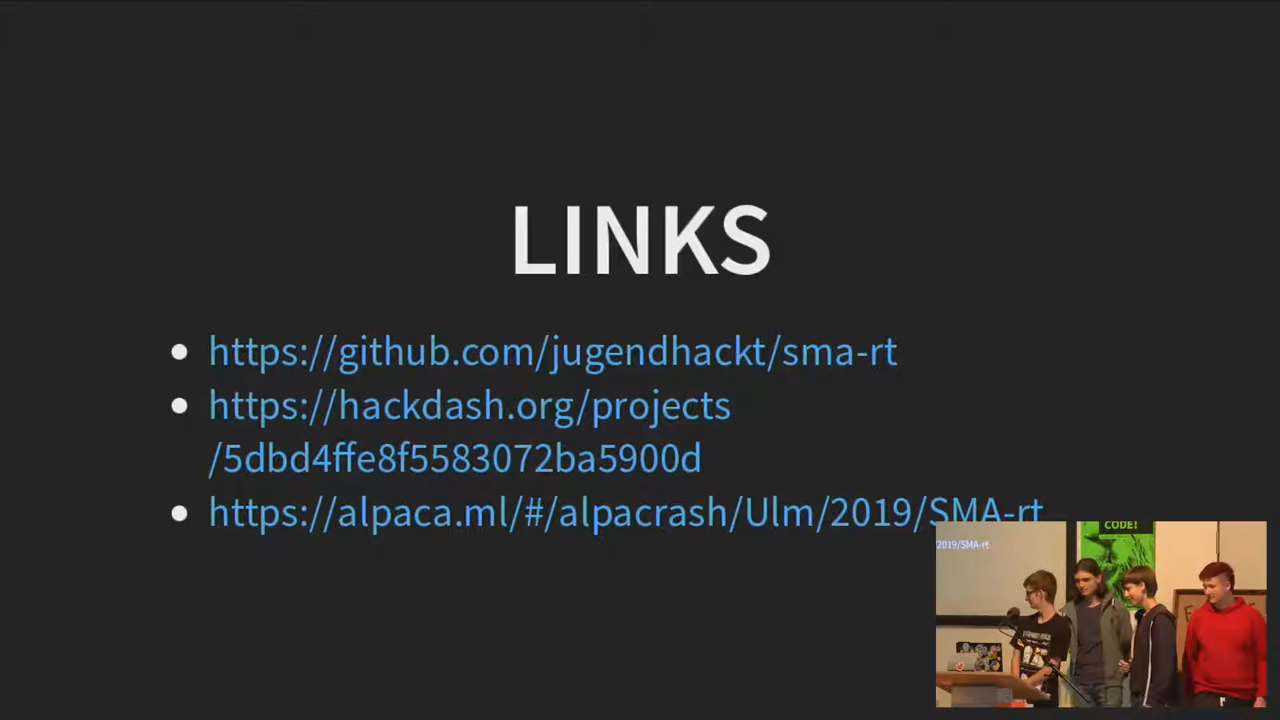 LINKS
https://github.com/jugendhackt/sma-rt
https://hackdash.org/projects
/5dbd4ffe8f5583072ba5900d
https://alpaca.ml/#/alpacrash/Ulm/2019/SMA-rt
CODE!
2019/SMA-rt